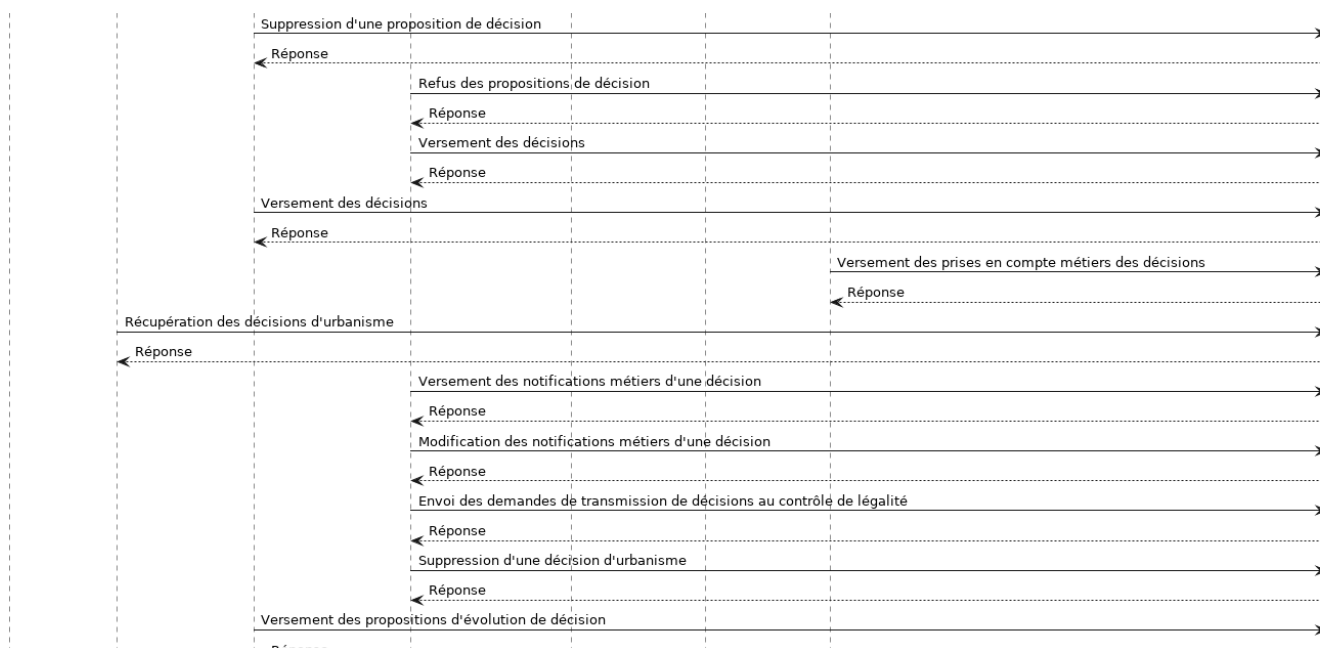 Suppression d'une proposition de décision
Réponse
Refus des propositions de décision
Réponse
Versement des décisions
Réponse
Versement des décisions
Réponse
Versement des prises en compte métiers des décisions
Réponse
Récupération des décisions d'urbanisme
Réponse
Versement des notifications métiers d'une décision
Réponse
Modification des notifications métiers d'une décision
Réponse
Envoi des demandes de transmission de décisions au contrôle de légalité
Réponse
Suppression d'une décision d'urbanisme
Réponse
Versement des propositions d'évolution de décision